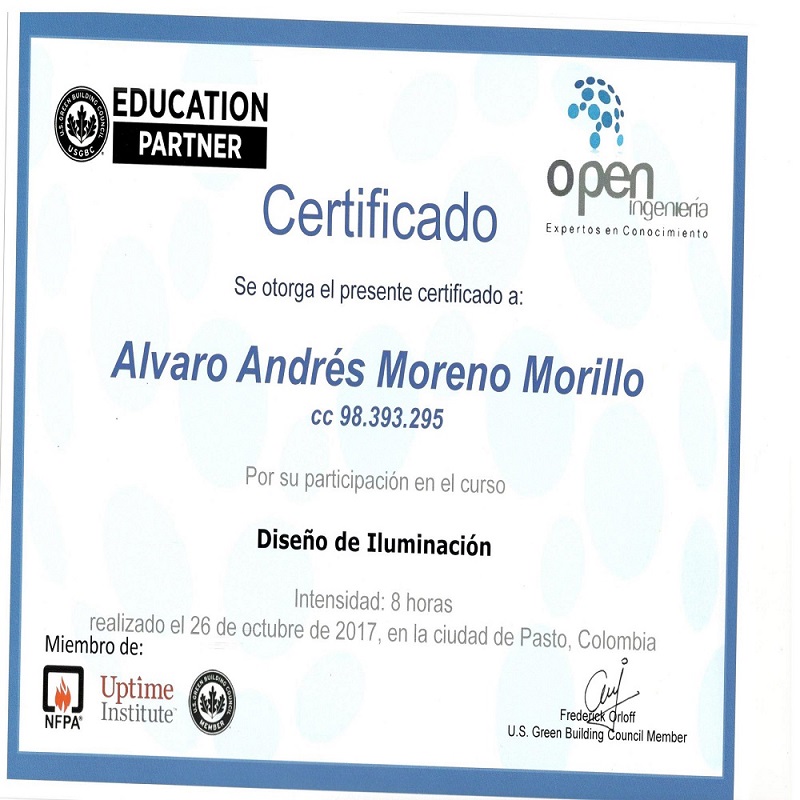 U.S. GREEN BUILDING COUNCIL
USGBC
EDUCATION
PARTNER
open
ingeniería
Expertos en Conocimiento
Certificado
Se otorga el presente certificado a:
Alvaro Andrés Moreno Morillo
cc 98.393.295
Por su participación en el curso
Diseño de Iluminación
Intensidad: 8 horas
realizado el 26 de octubre de 2017, en la ciudad de Pasto, Colombia
Miembro de:
NFPA®
Uptime
Institute™
U.S. GREEN BUILDING COUNCIL
MEMBER
Frederick Orloff
U.S. Green Building Council Member